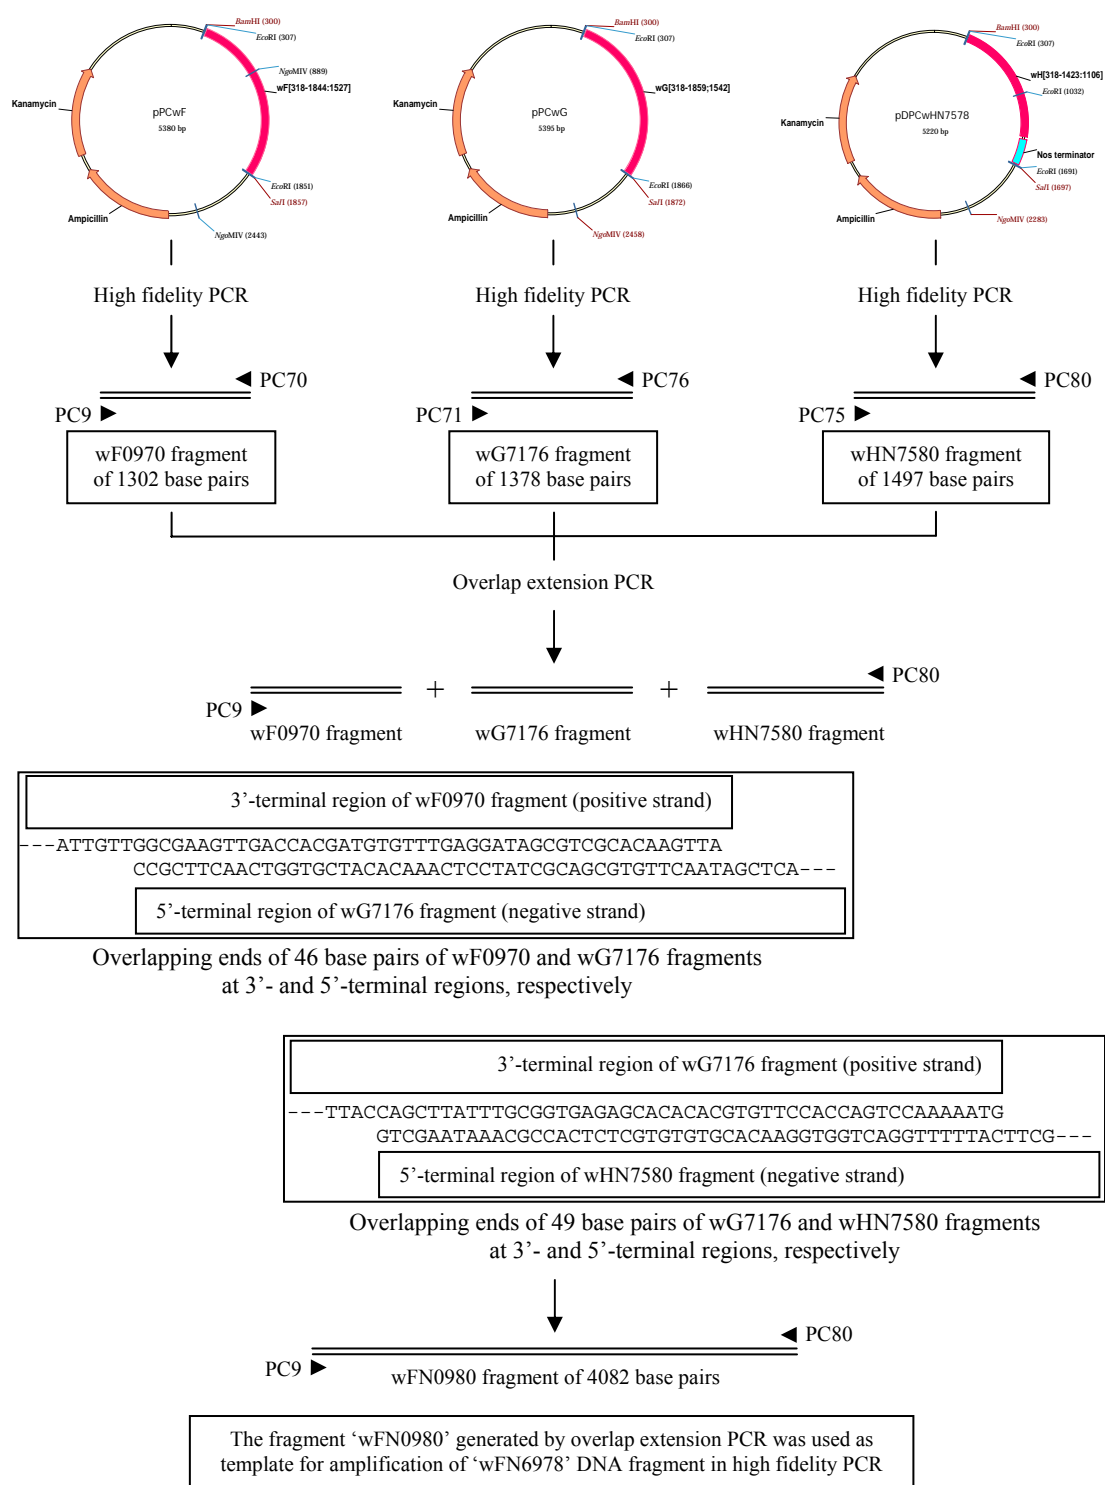 BamHI (300)
EcoRI (307)
NgoMIV (889)
wF[318-1844:1527]
Kanamycin
pPCwF
5380 bp
EcoRI (1851)
SalI (1857)
Ampicillin
NgoMIV (2443)
BamHI (300)
EcoRI (307)
wG[318-1859;1542]
Kanamycin
pPCwG
5395 bp
EcoRI (1866)
SalI (1872)
Ampicillin
NgoMIV (2458)
BamHI (300)
EcoRI (307)
wH[318-1423:1106]
EcoRI (1032)
Kanamycin
pDPCwHN7578
5220 bp
Nos terminator
EcoRI (1691)
SalI (1697)
Ampicillin
NgoMIV (2283)
High fidelity PCR
High fidelity PCR
High fidelity PCR
PC70
PC9
PC76
PC71
PC80
PC75
wF0970 fragment
of 1302 base pairs
wG7176 fragment
of 1378 base pairs
wHN7580 fragment
of 1497 base pairs
Overlap extension PCR
+
+
PC80
PC9
wF0970 fragment
wG7176 fragment
wHN7580 fragment
3’-terminal region of wF0970 fragment (positive strand)
---ATTGTTGGCGAAGTTGACCACGATGTGTTTGAGGATAGCGTCGCACAAGTTA
CCGCTTCAACTGGTGCTACACAAACTCCTATCGCAGCGTGTTCAATAGCTCA---
5’-terminal region of wG7176 fragment (negative strand)
Overlapping ends of 46 base pairs of wF0970 and wG7176 fragments
at 3’- and 5’-terminal regions, respectively
3’-terminal region of wG7176 fragment (positive strand)
---TTACCAGCTTATTTGCGGTGAGAGCACACACGTGTTCCACCAGTCCAAAAATG
GTCGAATAAACGCCACTCTCGTGTGTGCACAAGGTGGTCAGGTTTTTACTTCG---
5’-terminal region of wHN7580 fragment (negative strand)
Overlapping ends of 49 base pairs of wG7176 and wHN7580 fragments
at 3’- and 5’-terminal regions, respectively
PC80
PC9
wFN0980 fragment of 4082 base pairs
The fragment ‘wFN0980’ generated by overlap extension PCR was used as
template for amplification of ‘wFN6978’ DNA fragment in high fidelity PCR